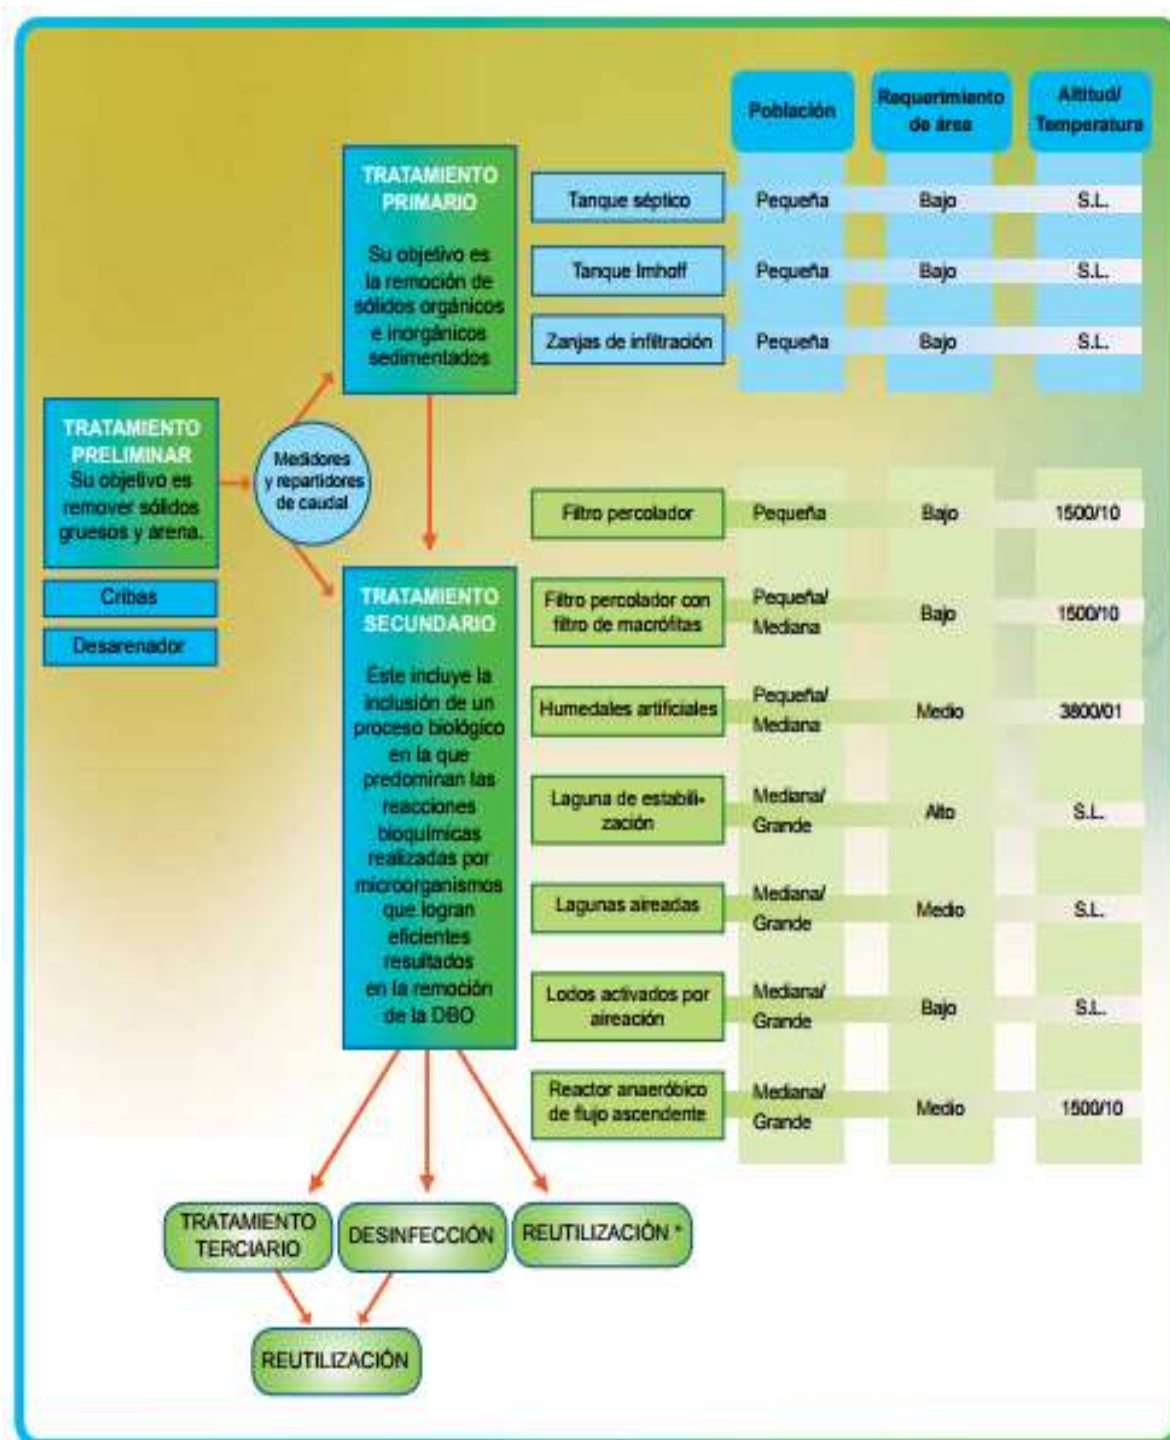 Población
Requerimiento
de área
Altitud/
Temperatura
TRATAMIENTO
PRIMARIO
Su objetivo es
la remoción de
sólidos orgánicos
e inorgánicos
sedimentados
Tanque séptico
Pequeña
Bajo
S.L.
Tanque Imhoff
Pequeña
Bajo
S.L.
Zanjas de infiltración
Pequeña
Bajo
S.L.
TRATAMIENTO
PRELIMINAR
Su objetivo es
remover sólidos
gruesos y arena.
Cribas
Desarenador
Medidores
y repartidores
de caudal
TRATAMIENTO
SECUNDARIO
Este incluye la
inclusión de un
proceso biológico
en la que
predominan las
reacciones
bioquímicas
realizadas por
microorganismos
que logran
eficientes
resultados
en la remoción
de la DBO
Filtro percolador
Pequeña
Bajo
1500/10
Filtro percolador con
filtro de macrófitas
Pequeña/
Mediana
Bajo
1500/10
Humedales artificiales
Pequeña/
Mediana
Medio
3800/01
Laguna de estabili-
zación
Mediana/
Grande
Alto
S.L.
Lagunas aireadas
Mediana/
Grande
Medio
S.L.
Lodos activados por
aireación
Mediana/
Grande
Bajo
S.L.
Reactor anaeróbico
de flujo ascendente
Mediana/
Grande
Medio
1500/10
TRATAMIENTO
TERCIARIO
DESINFECCIÓN
REUTILIZACIÓN *
REUTILIZACIÓN